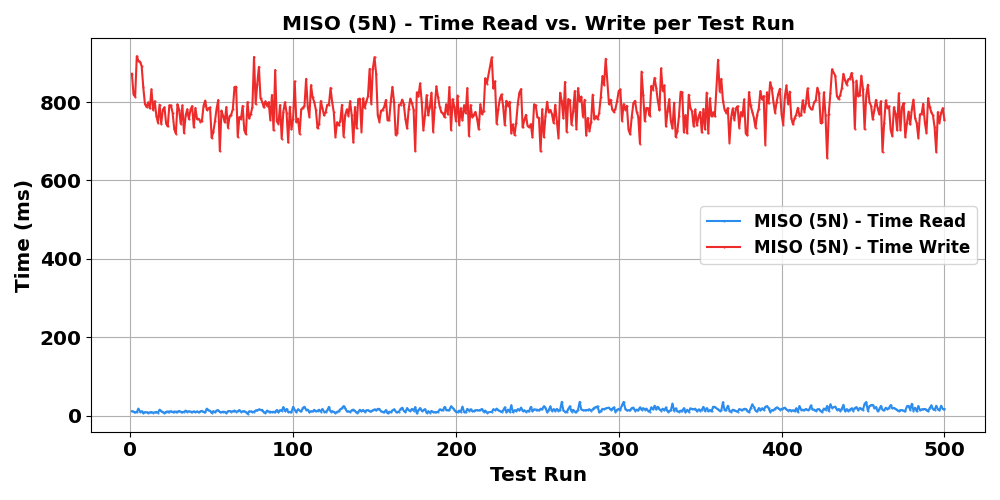 MISO (5N) - Time Read vs. Write per Test Run
Time (ms)
800
600
400
200
0
MISO (5N) - Time Read
MISO (5N) - Time Write
0 100 200 300 400 500
Test Run